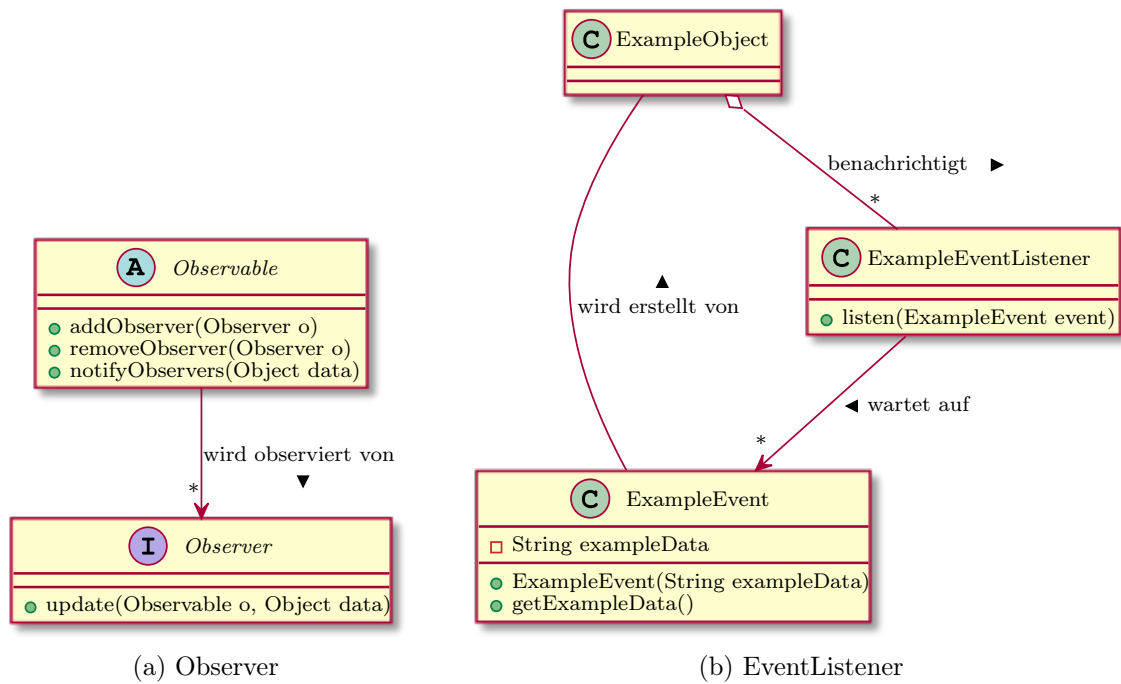 C ExampleObject
benachrichtigt ►
*
C ExampleEventListener
listen(ExampleEvent event)
▲
wird erstellt von
◄ wartet auf
*
C ExampleEvent
String exampleData
ExampleEvent(String exampleData)
getExampleData()
A Observable
addObserver(Observer o)
removeObserver(Observer o)
notifyObservers(Object data)
wird observiert von
▼
*
I Observer
update(Observable o, Object data)
(a) Observer
(b) EventListener